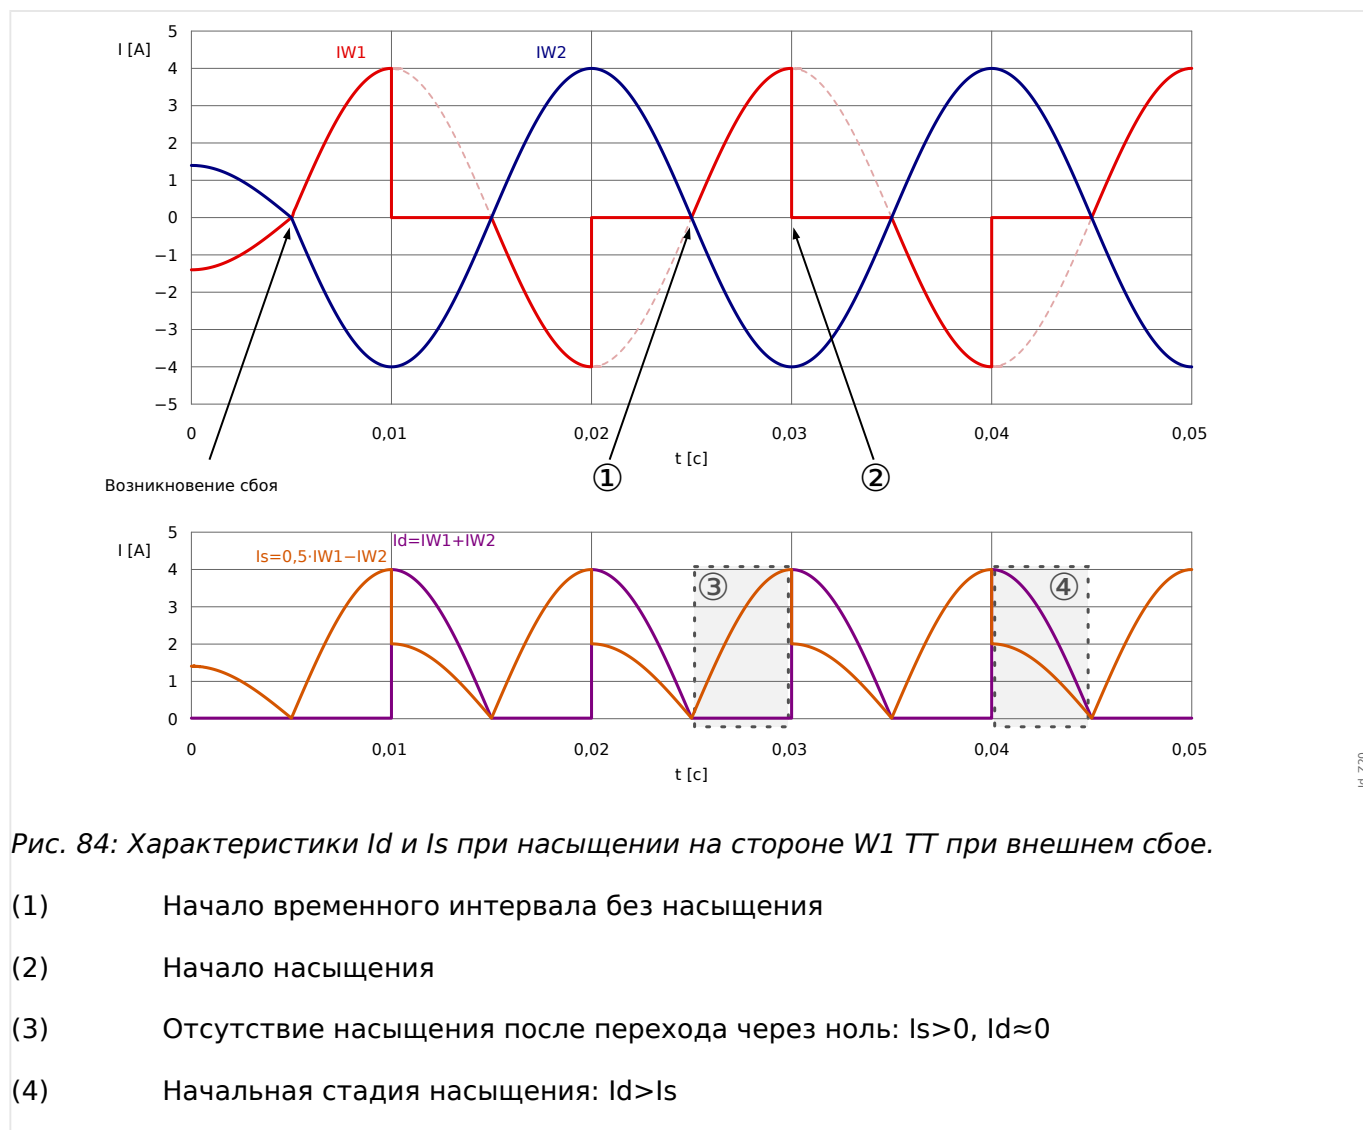 I [A]
5
IW1
IW2
4
3
2
1
0
−1
−2
−3
−4
−5
0
0,01
0,02
0,03
0,04
0,05
t [c]
Возникновение сбоя
①
②
I [A]
5
Id=IW1+IW2
Is=0,5·IW1−IW2
4
③
④
3
2
1
0
0
0,01
0,02
0,03
0,04
0,05
t [c]
Рис. 84: Характеристики Id и Is при насыщении на стороне W1 ТТ при внешнем сбое.
(1) Начало временного интервала без насыщения
(2) Начало насыщения
(3) Отсутствие насыщения после перехода через ноль: Is>0, Id≈0
(4) Начальная стадия насыщения: Id>Is